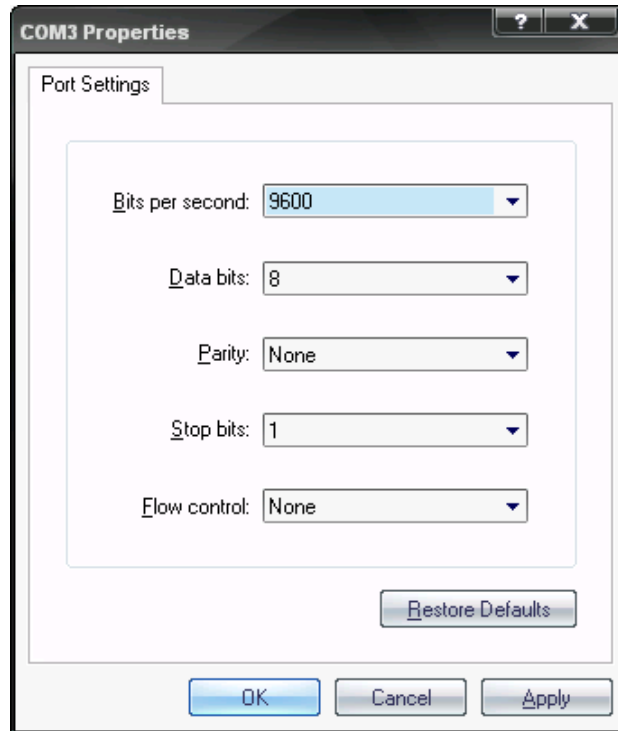 COM3 Properties
? X
Port Settings
Bits per second: 9600
Data bits: 8
Parity: None
Stop bits: 1
Flow control: None
Restore Defaults
OK Cancel Apply